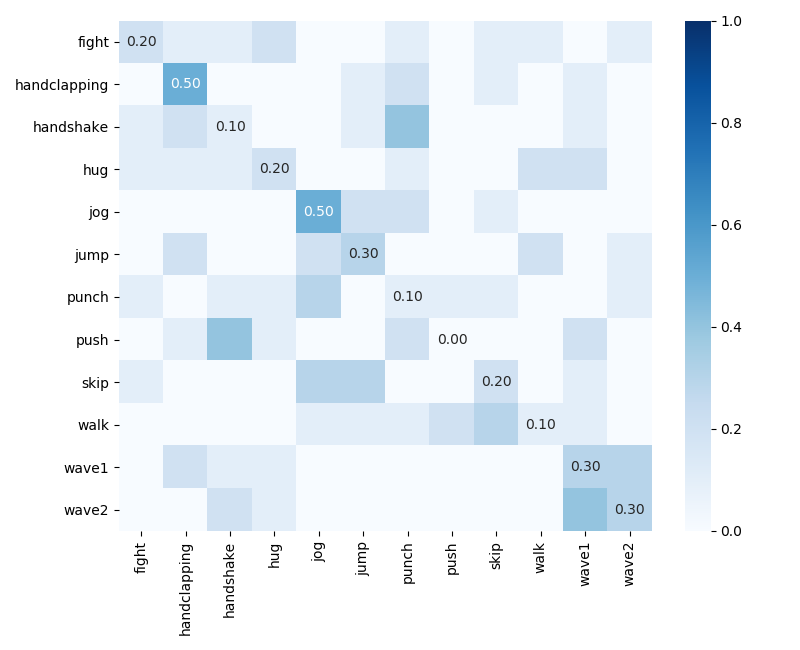 fight 0.20
handclapping 0.50
handshake 0.10
hug 0.20
jog 0.50
jump 0.30
punch 0.10
push 0.00
skip 0.20
walk 0.10
wave1 0.30
wave2 0.30
fight handclapping handshake hug jog jump punch push skip walk wave1 wave2
1.0
0.8
0.6
0.4
0.2
0.0